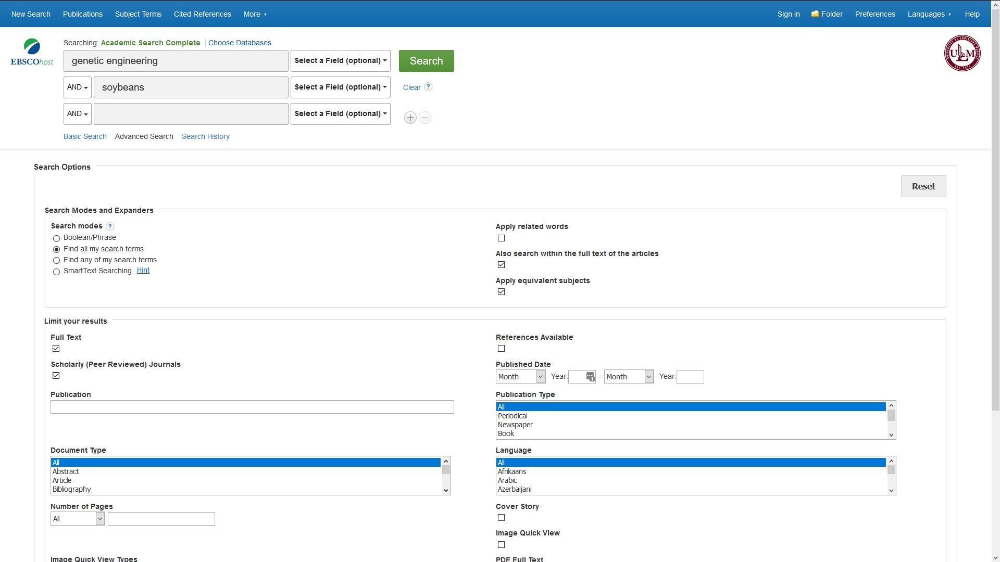 New Search Publications Subject Terms Cited References More Sign In Folder Preferences Languages Help
Searching: Academic Search Complete Choose Databases
EBSCOhost
genetic engineering Select a Field (optional) Search
ULM
AND soybeans Select a Field (optional) Clear ?
AND Select a Field (optional)
Basic Search Advanced Search Search History
Search Options
Reset
Search Modes and Expanders
Search modes ?
Boolean/Phrase
Find all my search terms
Find any of my search terms
SmartText Searching Hint
Apply related words
Also search within the full text of the articles
Apply equivalent subjects
Limit your results
Full Text
References Available
Scholarly (Peer Reviewed) Journals
Published Date
Month Year: – Month Year:
Publication
Publication Type
All
Periodical
Newspaper
Book
Document Type
All
Abstract
Article
Bibliography
Language
All
Afrikaans
Arabic
Azerbaijani
Number of Pages
All
Cover Story
Image Quick View
Image Quick View Types
PDF Full Text